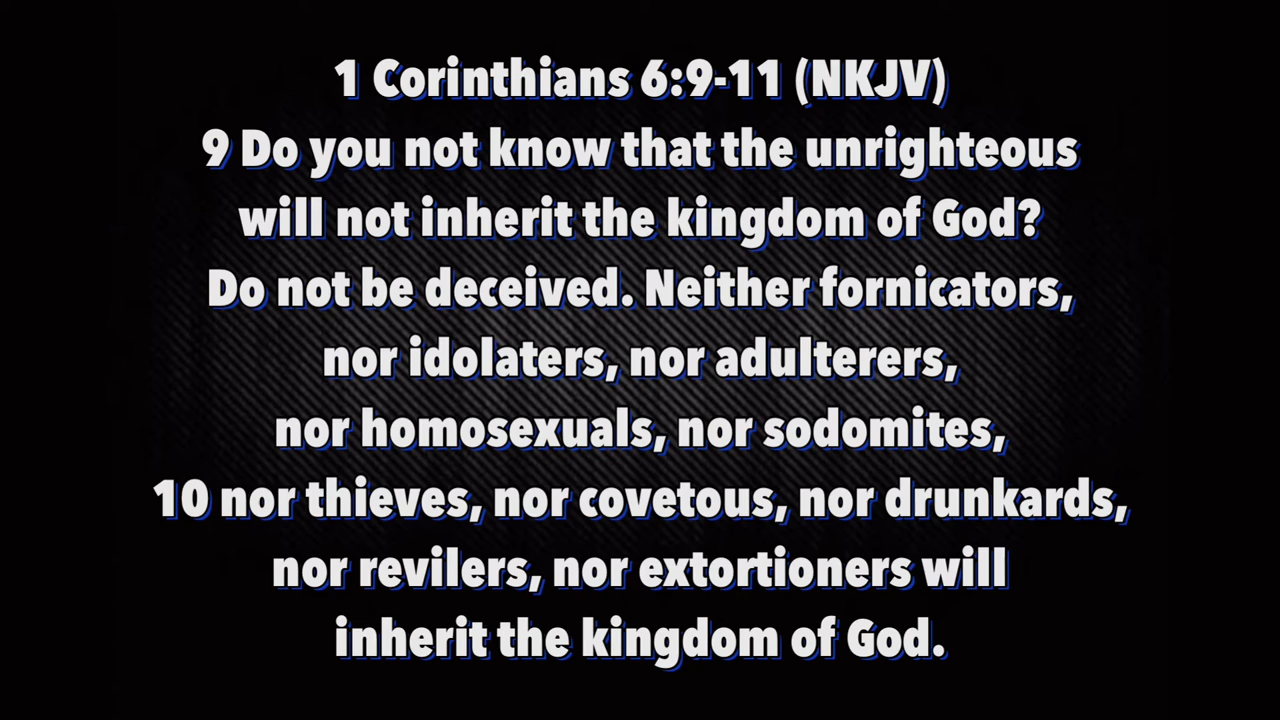 1 Corinthians 6:9-11 (NKJV)
9 Do you not know that the unrighteous
will not inherit the kingdom of God?
Do not be deceived. Neither fornicators,
nor idolaters, nor adulterers,
nor homosexuals, nor sodomites,
10 nor thieves, nor covetous, nor drunkards,
nor revilers, nor extortioners will
inherit the kingdom of God.